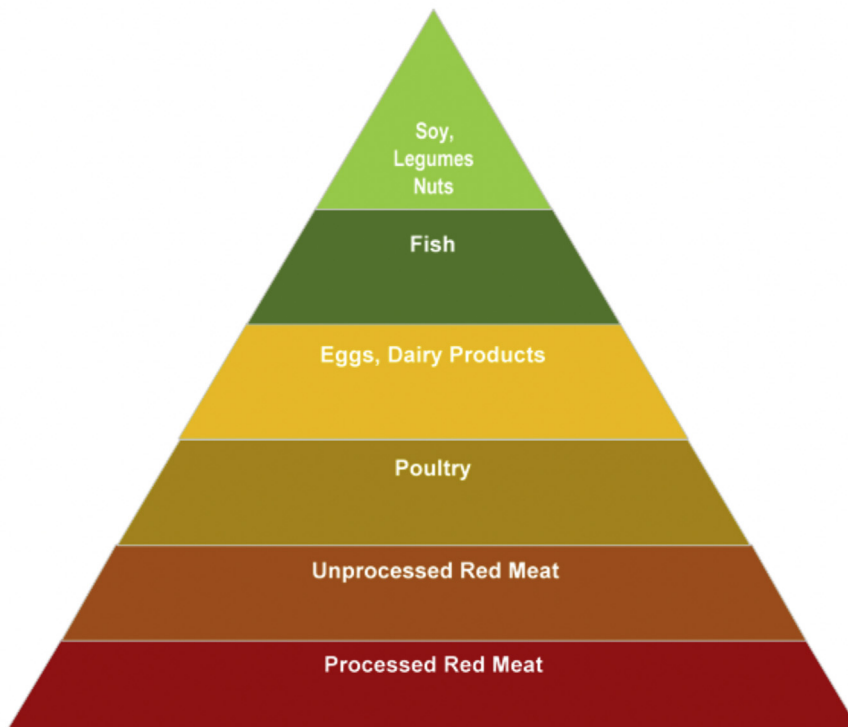 Soy,
Legumes
Nuts
Fish
Eggs, Dairy Products
Poultry
Unprocessed Red Meat
Processed Red Meat